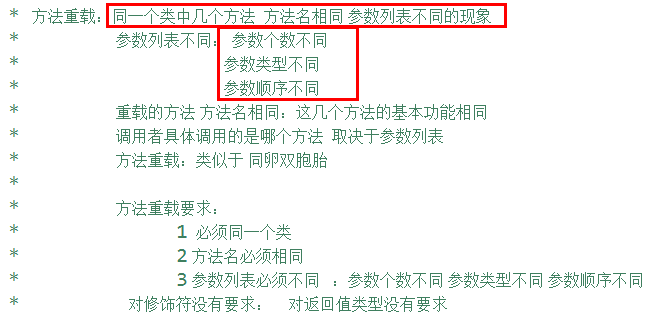 * 方法重载：同一个类中几个方法 方法名相同 参数列表不同的现象
* 参数列表不同： 参数个数不同
* 参数类型不同
* 参数顺序不同
* 重载的方法 方法名相同：这几个方法的基本功能相同
* 调用者具体调用的是哪个方法 取决于参数列表
* 方法重载：类似于 同卵双胞胎
*
* 方法重载要求：
* 1 必须同一个类
* 2 方法名必须相同
* 3 参数列表必须不同 ：参数个数不同 参数类型不同 参数顺序不同
* 对修饰符没有要求： 对返回值类型没有要求